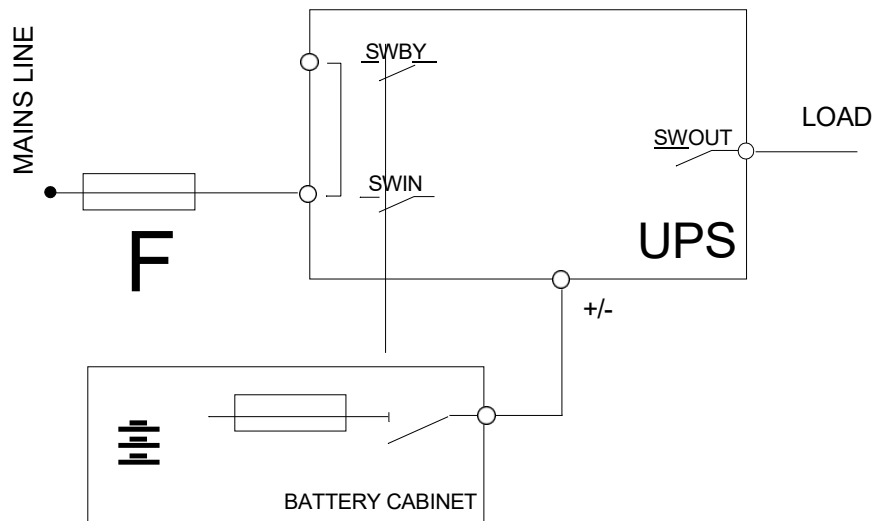 MAINS LINE
SWBY
LOAD
SWOUT
SWIN
F
UPS
+/-
BATTERY CABINET